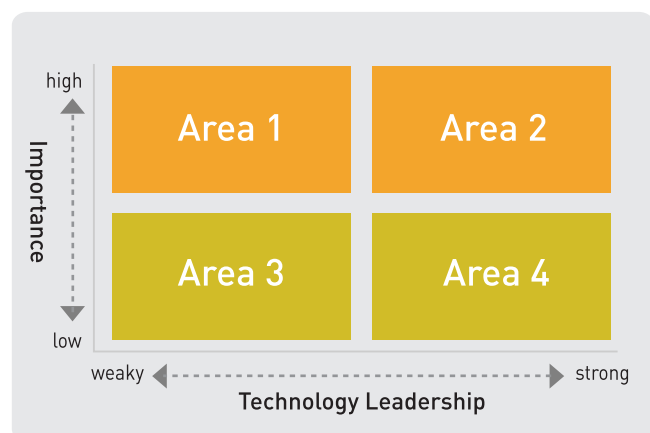 high
Area 1
Area 2
Importance
Area 3
Area 4
low
weaky
strong
Technology Leadership